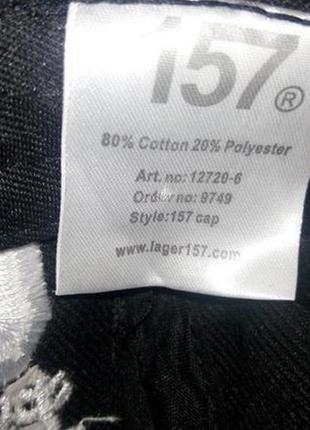 157®
80% Cotton 20% Polyester
Art. no: 12720-6
Order no: 9749
Style:157 cap
www.lager157.com